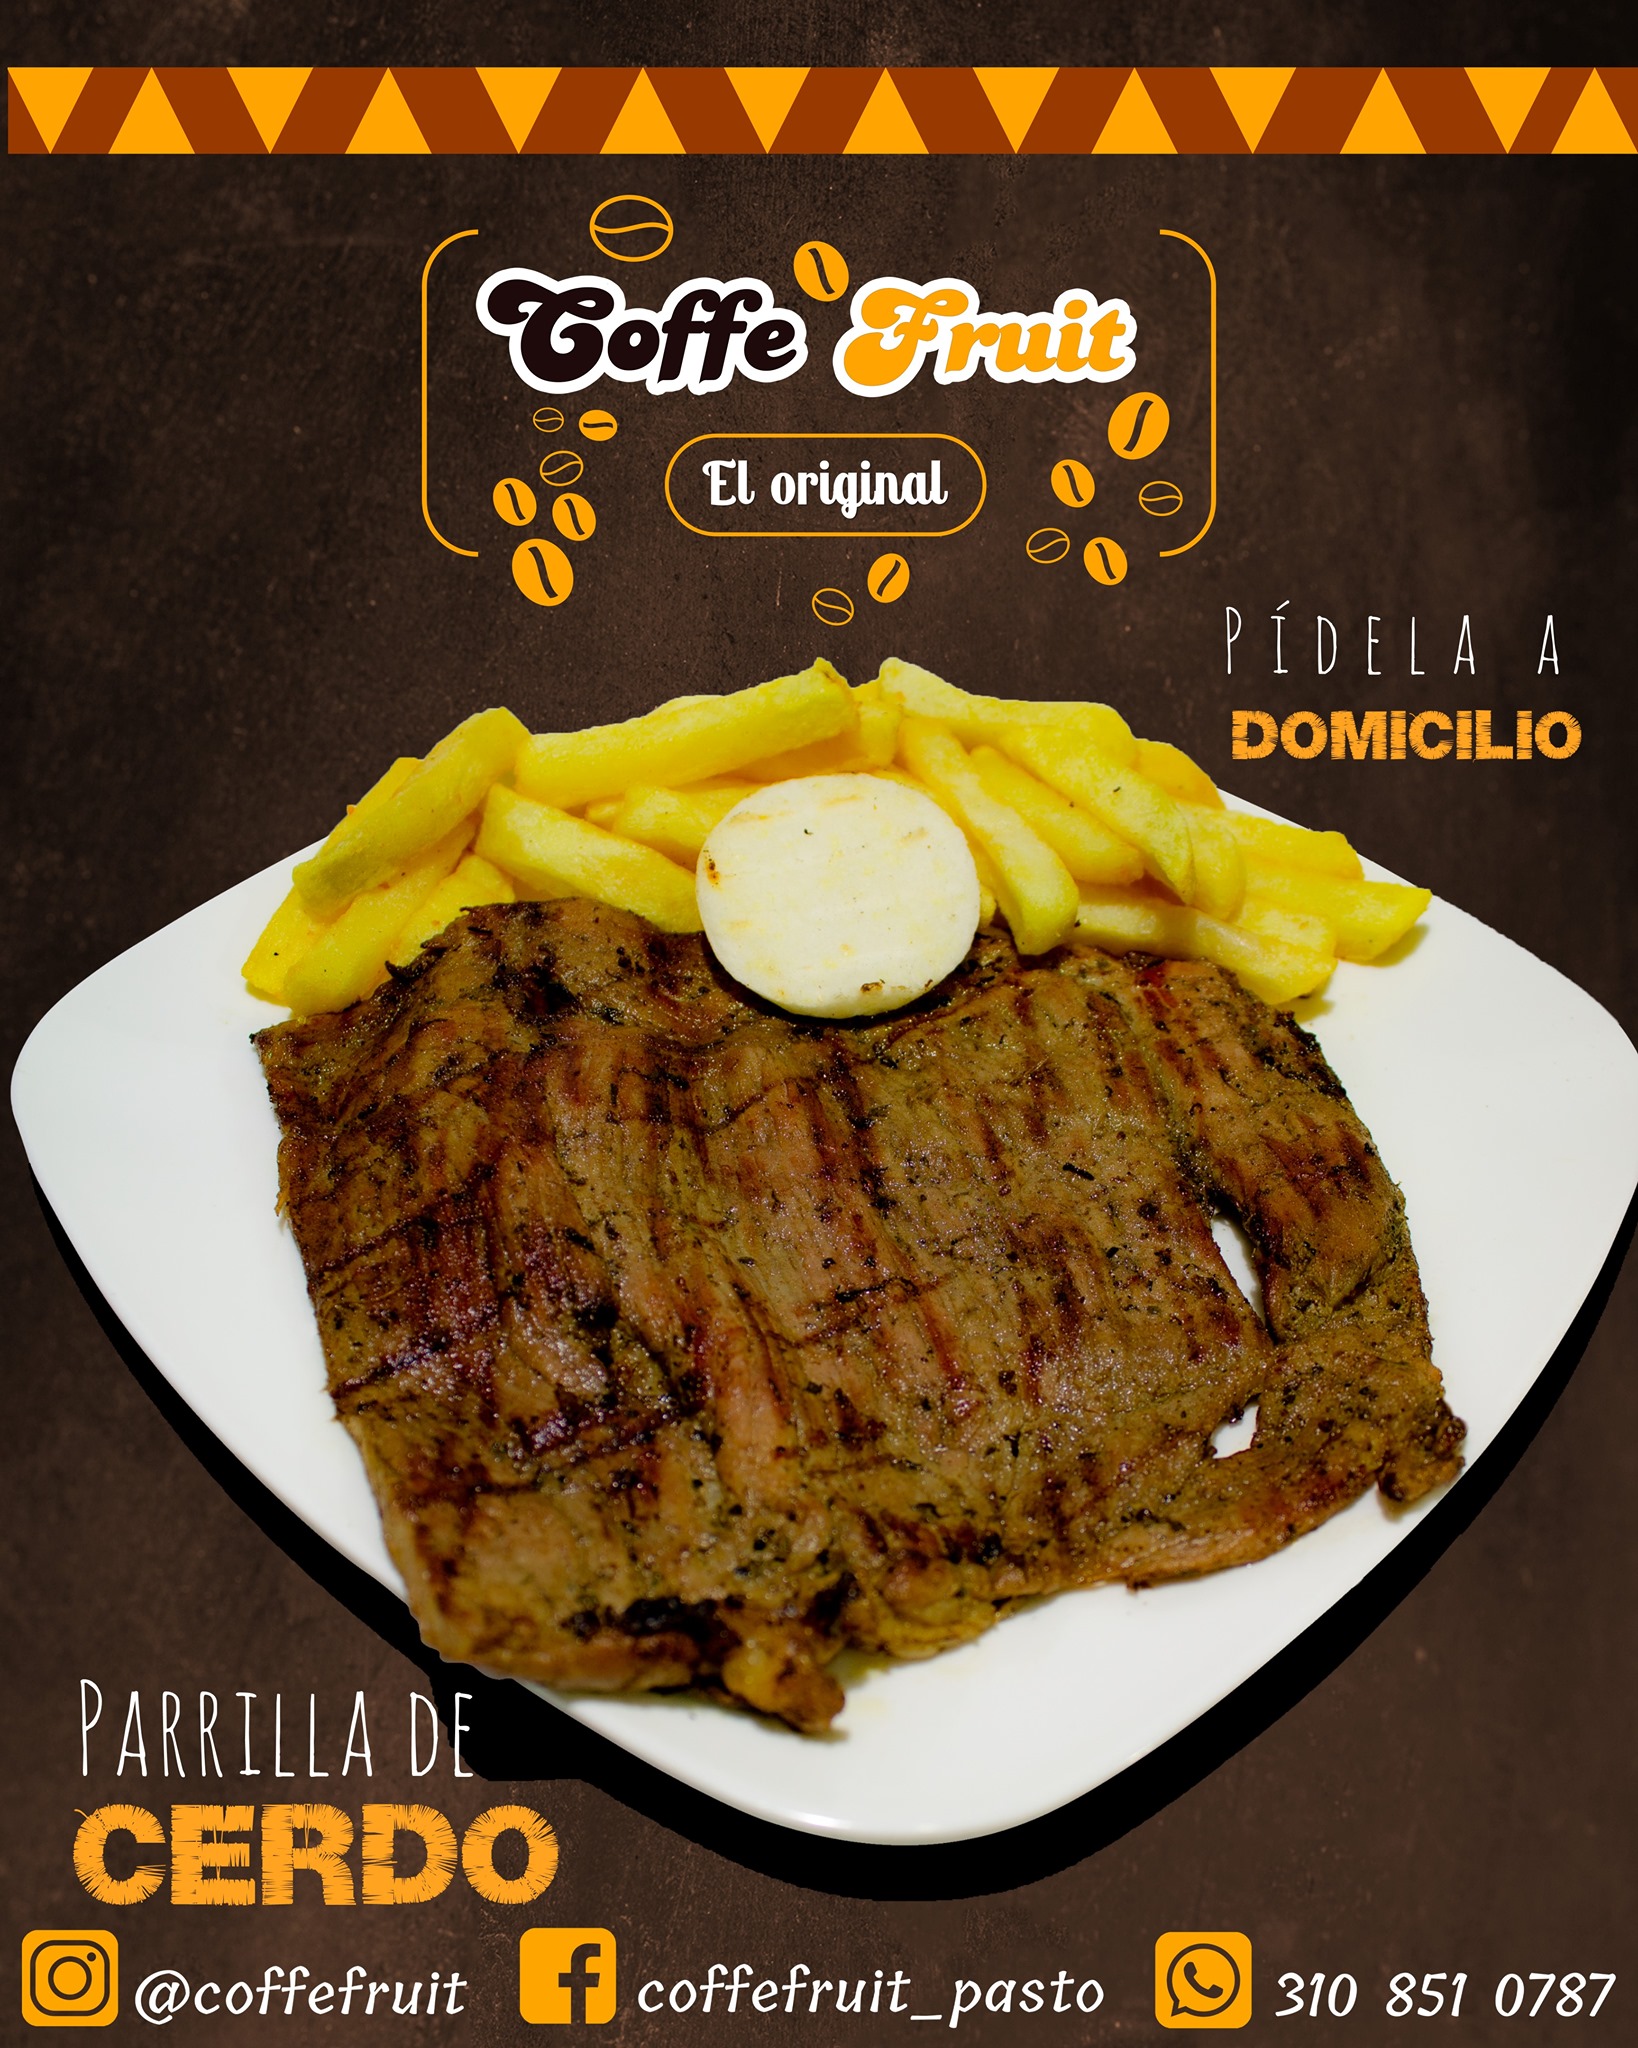 Coffe Fruit
El original
PÍDELA A
DOMICILIO
PARRILLA DE
CERDO
@coffefruit
coffefruit_pasto
310 851 0787